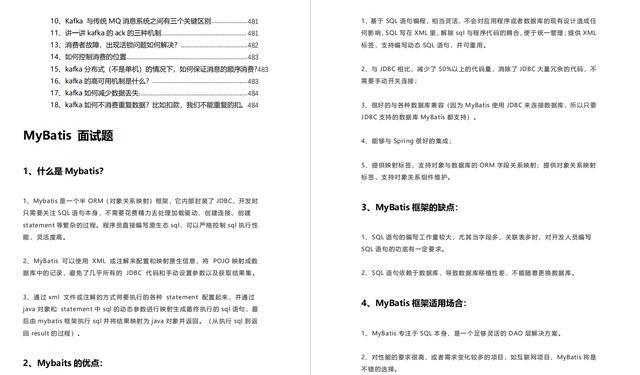 10、Kafka 与传统 MQ 消息系统之间有三个关键区别......................481
11、讲一讲 kafka 的 ack 的三种机制......................481
13、消费者故障，出现活锁问题如何解决？......................482
14、如何控制消费的位置......................483
15、kafka 分布式（不是单机）的情况下，如何保证消息的顺序消费?483
16、kafka 的高可用机制是什么？......................483
17、kafka 如何减少数据丢失......................484
18、kafka 如何不消费重复数据？比如扣款，我们不能重复的扣。.484
MyBatis 面试题
1、什么是 Mybatis？
1、Mybatis 是一个半 ORM（对象关系映射）框架，它内部封装了 JDBC，开发时
只需要关注 SQL 语句本身，不需要花费精力去处理加载驱动、创建连接、创建
statement 等繁杂的过程。程序员直接编写原生态 sql，可以严格控制 sql 执行性
能，灵活度高。
2、MyBatis 可以使用 XML 或注解来配置和映射原生信息，将 POJO 映射成数
据库中的记录，避免了几乎所有的 JDBC 代码和手动设置参数以及获取结果集。
3、通过 xml 文件或注解的方式将要执行的各种 statement 配置起来，并通过
java 对象和 statement 中 sql 的动态参数进行映射生成最终执行的 sql 语句，最
后由 mybatis 框架执行 sql 并将结果映射为 java 对象并返回。（从执行 sql 到返
回 result 的过程）。
2、Mybaits 的优点：
1、基于 SQL 语句编程，相当灵活，不会对应用程序或者数据库的现有设计造成任
何影响，SQL 写在 XML 里，解除 sql 与程序代码的耦合，便于统一管理；提供 XML
标签，支持编写动态 SQL 语句，并可重用。
2、与 JDBC 相比，减少了 50%以上的代码量，消除了 JDBC 大量冗余的代码，不
需要手动开关连接；
3、很好的与各种数据库兼容（因为 MyBatis 使用 JDBC 来连接数据库，所以只要
JDBC 支持的数据库 MyBatis 都支持）。
4、能够与 Spring 很好的集成；
5、提供映射标签，支持对象与数据库的 ORM 字段关系映射；提供对象关系映射
标签，支持对象关系组件维护。
3、MyBatis 框架的缺点：
1、SQL 语句的编写工作量较大，尤其当字段多、关联表多时，对开发人员编写
SQL 语句的功底有一定要求。
2、SQL 语句依赖于数据库，导致数据库移植性差，不能随意更换数据库。
4、MyBatis 框架适用场合：
1、MyBatis 专注于 SQL 本身，是一个足够灵活的 DAO 层解决方案。
2、对性能的要求很高，或者需求变化较多的项目，如互联网项目，MyBatis 将是
不错的选择。